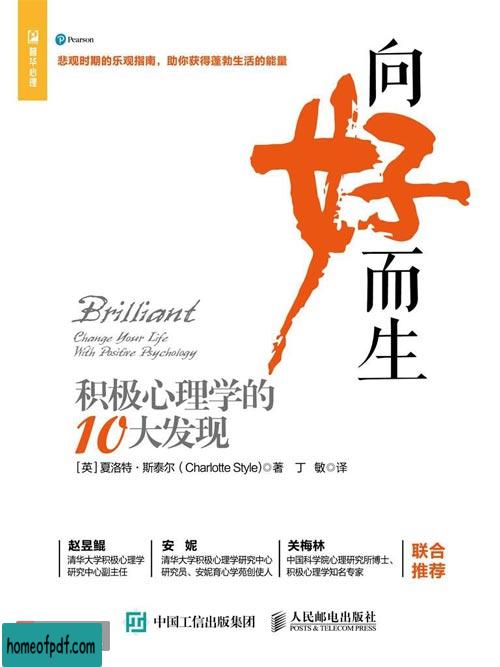 普华心理
Pearson
悲观时期的乐观指南，助你获得蓬勃生活的能量
向好而生
Brilliant
Change Your Life
With Positive Psychology
积极心理学的
10大发现
[英]夏洛特·斯泰尔（Charlotte Style）著 丁 敏 译
赵昱鲲
清华大学积极心理学
研究中心副主任
安 妮
清华大学积极心理学研究中心
研究员、安妮育心学苑创使人
关梅林
中国科学院心理研究所博士、
积极心理学知名专家
联合
推荐
中国工信出版集团
人民邮电出版社
POSTS & TELECOM PRESS
homeofpdf.com